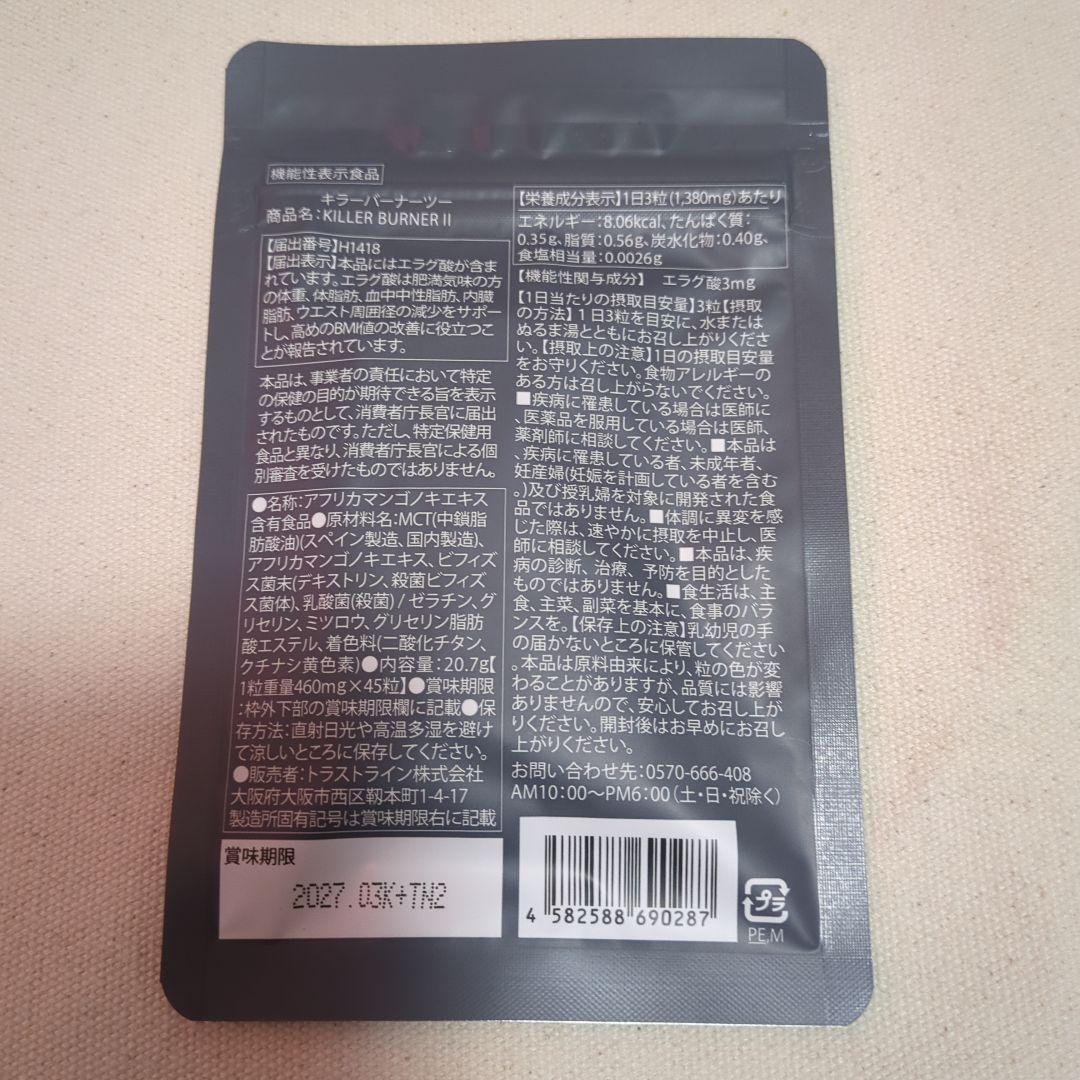 機能性表示食品
キラーバーナーツー
商品名:KILLER BURNER II
【届出番号】H1418
【届出表示】本品にはエラグ酸が含ま
れています。エラグ酸は肥満気味の方
の体重、体脂肪、血中中性脂肪、内臓
脂肪、ウエスト周囲径の減少をサポー
トし、高めのBMI値の改善に役立つこ
とが報告されています。
本品は、事業者の責任において特定
の保健の目的が期待できる旨を表示
するものとして、消費者庁長官に届出
されたものです。ただし、特定保健用
食品と異なり、消費者庁長官による個
別審査を受けたものではありません。
●名称:アフリカマンゴノキエキス
含有食品●原材料名:MCT(中鎖脂
肪酸油)(スペイン製造、国内製造)、
アフリカマンゴノキエキス、ビフィズ
ス菌末(デキストリン、殺菌ビフィズ
ス菌体)、乳酸菌(殺菌) / ゼラチン、グ
リセリン、ミツロウ、グリセリン脂肪
酸エステル、着色料(二酸化チタン、
クチナシ黄色素)●内容量:20.7g【
1粒重量460mg×45粒】●賞味期限
:枠外下部の賞味期限欄に記載●保
存方法:直射日光や高温多湿を避け
て涼しいところに保存してください。
●販売者:トラストライン株式会社
大阪府大阪市西区靱本町1-4-17
製造所固有記号は賞味期限右に記載
賞味期限
2027.03K+TN2
【栄養成分表示】1日3粒(1,380mg)あたり
エネルギー:8.06kcal、たんぱく質:
0.35g、脂質:0.56g、炭水化物:0.40g、
食塩相当量:0.0026g
【機能性関与成分】 エラグ酸3mg
【1日当たりの摂取目安量】3粒【摂取
の方法】1日3粒を目安に、水または
ぬるま湯とともにお召し上がりくださ
い。【摂取上の注意】1日の摂取目安量
をお守りください。食物アレルギーの
ある方は召し上がらないでください。
■疾病に罹患している場合は医師に
、医薬品を服用している場合は医師、
薬剤師に相談してください。■本品は
、疾病に罹患している者、未成年者、
妊産婦(妊娠を計画している者を含む
。)及び授乳婦を対象に開発された食
品ではありません。■体調に異変を感
じた際は、速やかに摂取を中止し、医
師に相談してください。■本品は、疾
病の診断、治療、予防を目的とした
ものではありません。■食生活は、主
食、主菜、副菜を基本に、食事のバラ
ンスを。【保存上の注意】乳幼児の手
の届かないところに保管してください
。本品は原料由来により、粒の色が変
わることがありますが、品質には影響
ありませんので、安心してお召し上が
りください。開封後はお早めにお召し
上がりください。
お問い合わせ先:0570-666-408
AM10:00～PM6:00(土・日・祝除く)
4 582588 690287
プラ
PE,M